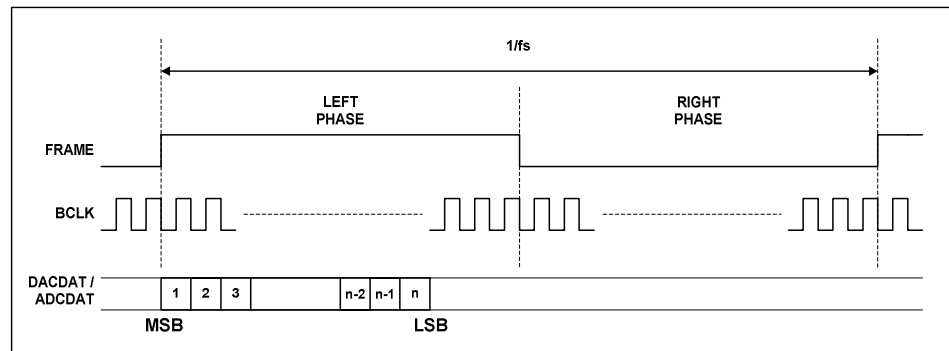 1/fs
LEFT
PHASE
RIGHT
PHASE
FRAME
BCLK
DACDAT /
ADCDAT
1 2 3 n-2 n-1 n
MSB LSB